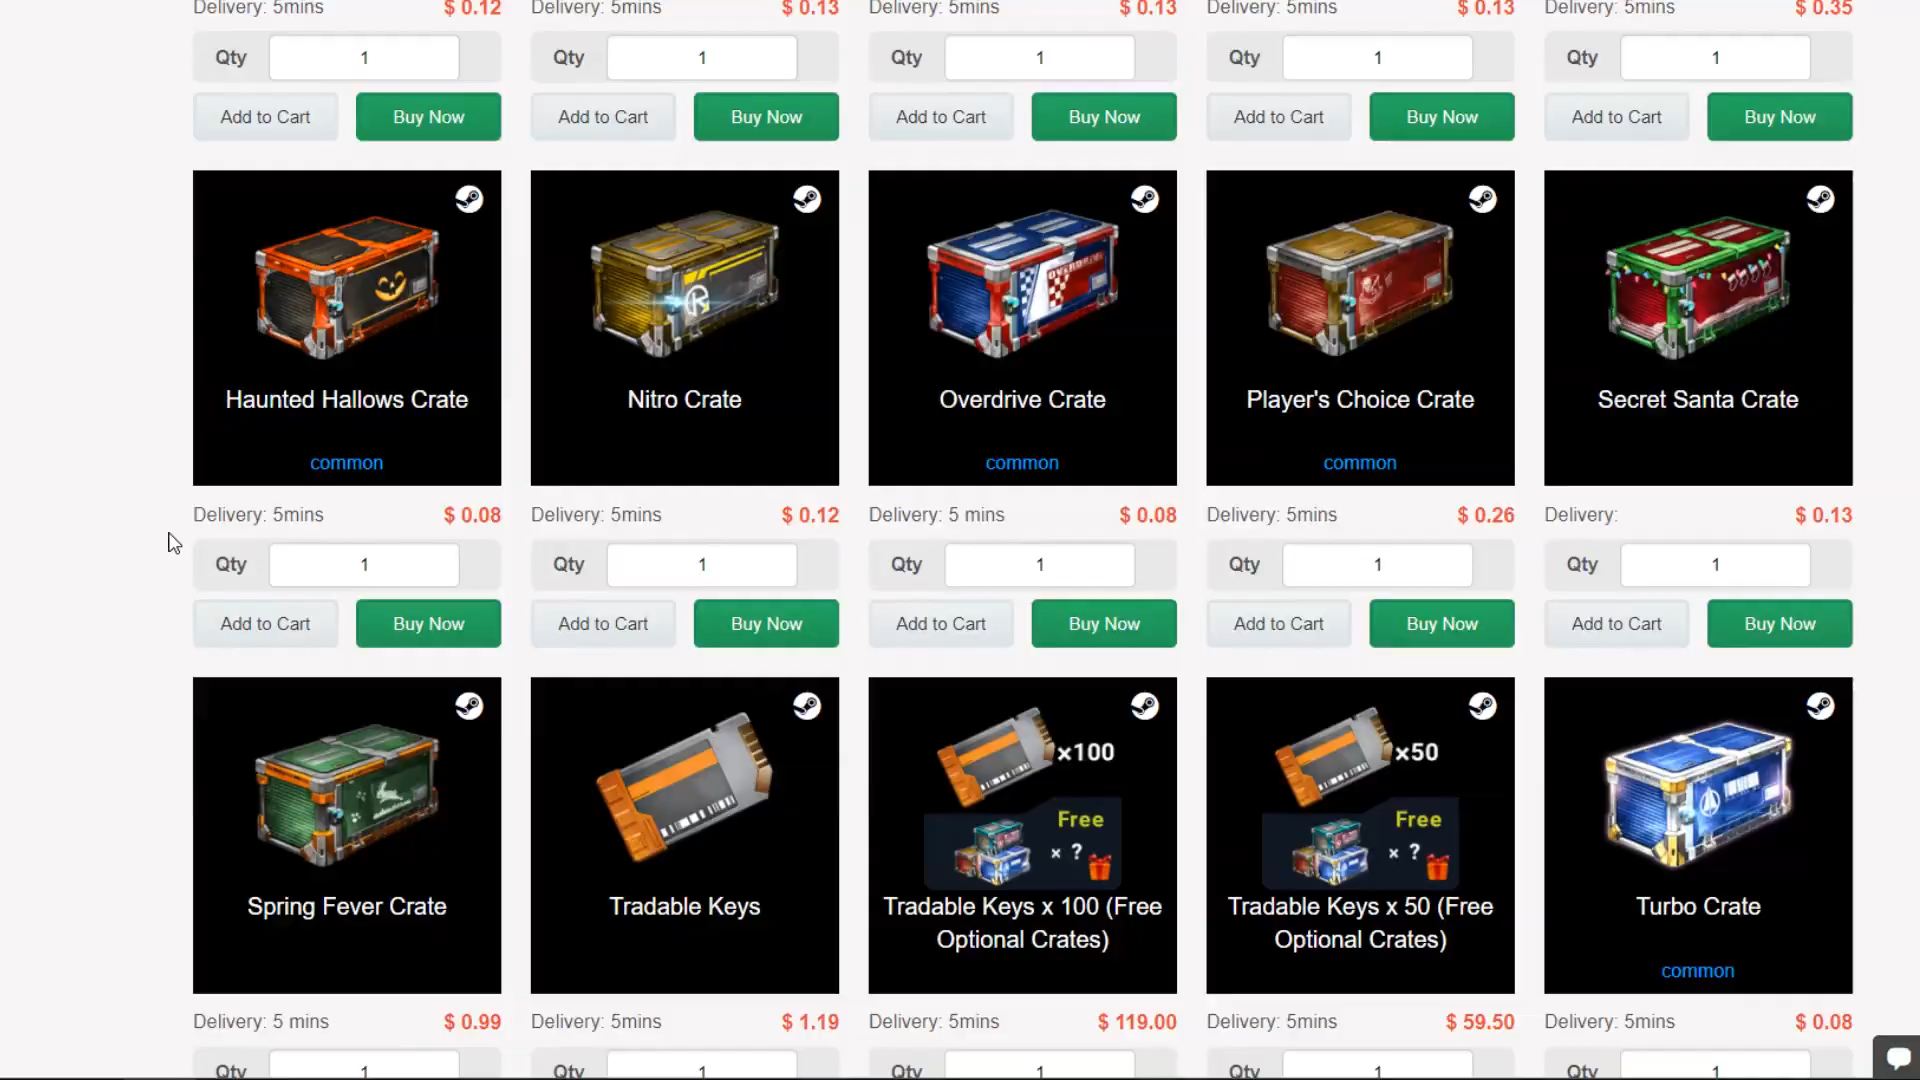 Delivery: 5mins $ 0.12 Delivery: 5mins $ 0.13 Delivery: 5mins $ 0.13 Delivery: 5mins $ 0.13 Delivery: 5mins $ 0.35
Qty 1 Qty 1 Qty 1 Qty 1 Qty 1
Add to Cart Buy Now Add to Cart Buy Now Add to Cart Buy Now Add to Cart Buy Now Add to Cart Buy Now
OVERDRIVE
Haunted Hallows Crate Nitro Crate Overdrive Crate Player's Choice Crate Secret Santa Crate
common common common
Delivery: 5mins $ 0.08 Delivery: 5mins $ 0.12 Delivery: 5 mins $ 0.08 Delivery: 5mins $ 0.26 Delivery: $ 0.13
Qty 1 Qty 1 Qty 1 Qty 1 Qty 1
Add to Cart Buy Now Add to Cart Buy Now Add to Cart Buy Now Add to Cart Buy Now Add to Cart Buy Now
×100 ×50
Free Free
× ? × ?
Spring Fever Crate Tradable Keys Tradable Keys x 100 (Free Tradable Keys x 50 (Free Turbo Crate
Optional Crates) Optional Crates)
common
Delivery: 5 mins $ 0.99 Delivery: 5mins $ 1.19 Delivery: 5mins $ 119.00 Delivery: 5mins $ 59.50 Delivery: 5mins $ 0.08
Qty 1 Qty 1 Qty 1 Qty 1 Qty 1